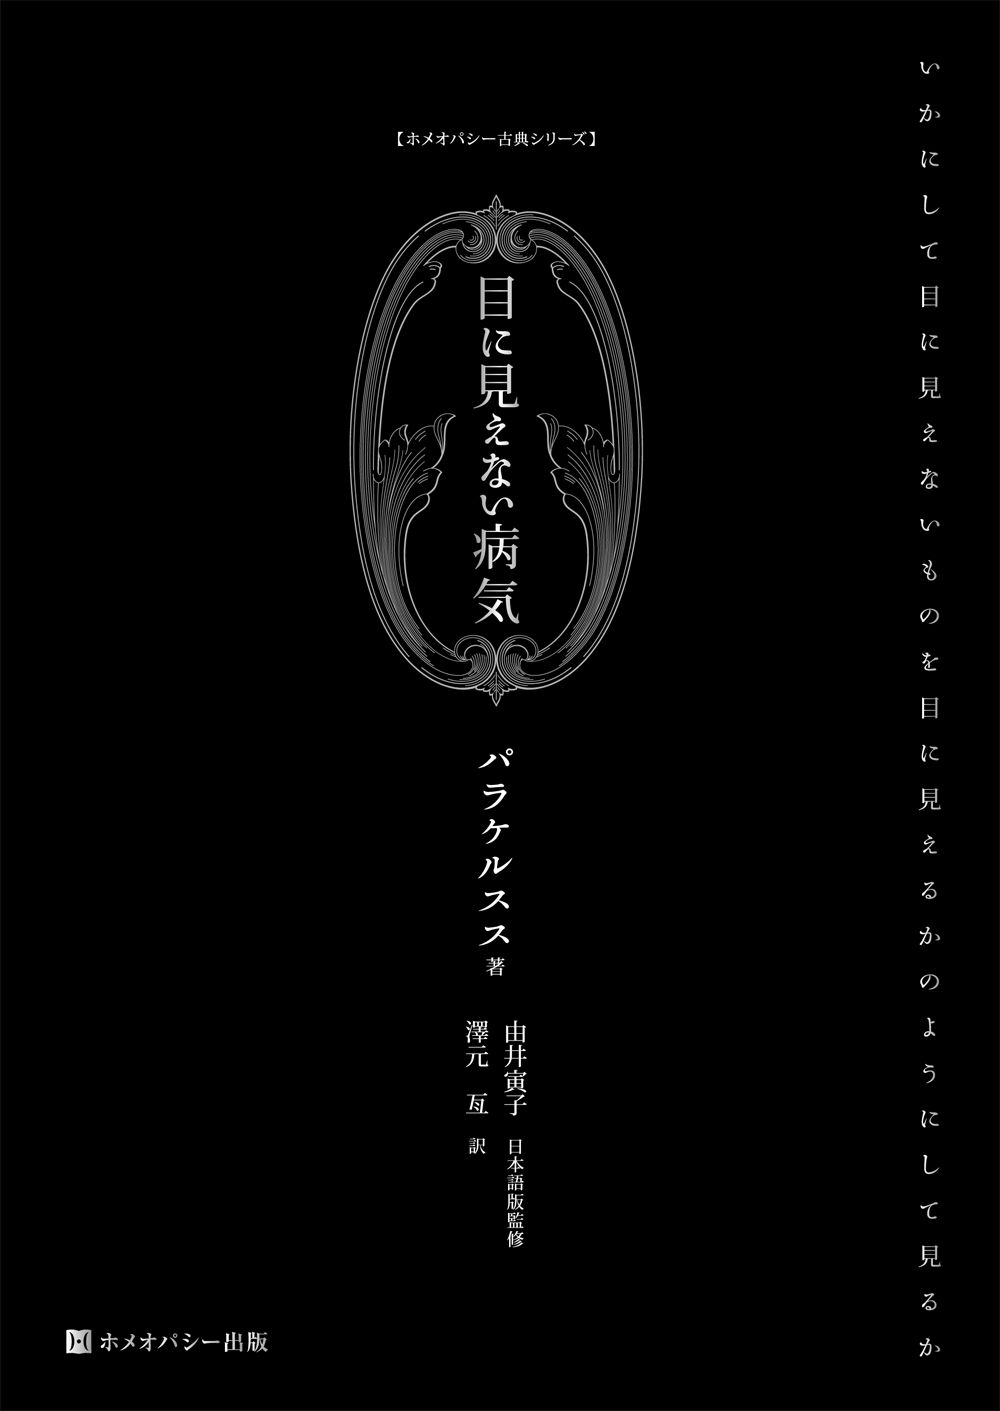 いかにして目に見えないものを目に見えるかのようにして見るか
【ホメオパシー古典シリーズ】
目に見えない病気
パラケルスス 著
由井寅子 日本語版監修
澤元 亙 訳
ホメオパシー出版